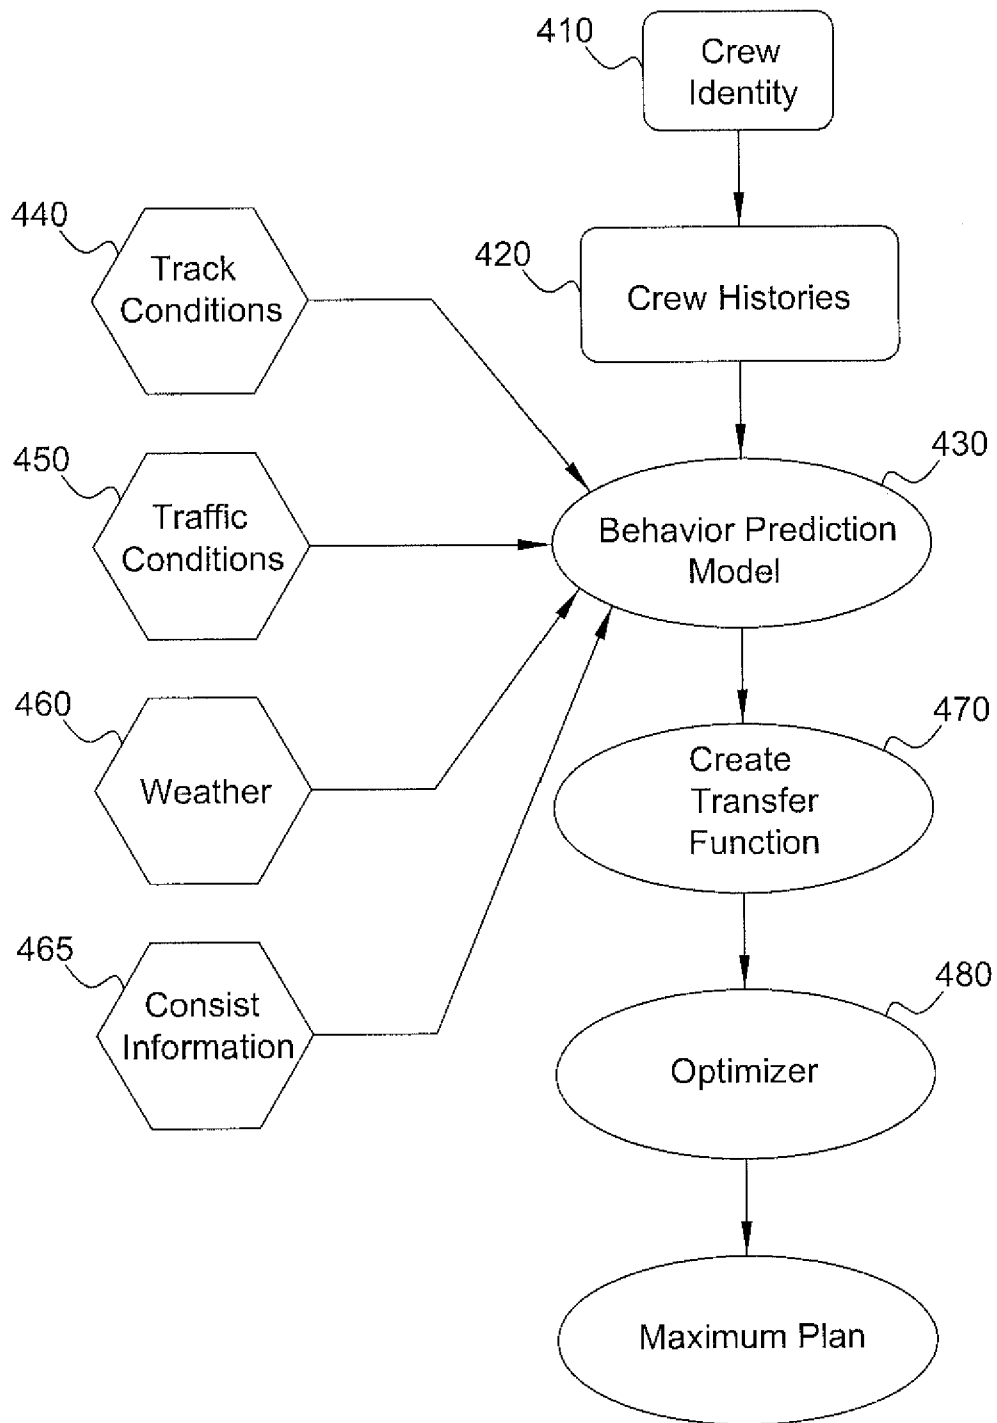 410
Crew
Identity
440
Track
Conditions
420
Crew Histories
450
Traffic
Conditions
430
Behavior Prediction
Model
460
Weather
470
Create
Transfer
Function
465
Consist
Information
480
Optimizer
Maximum Plan